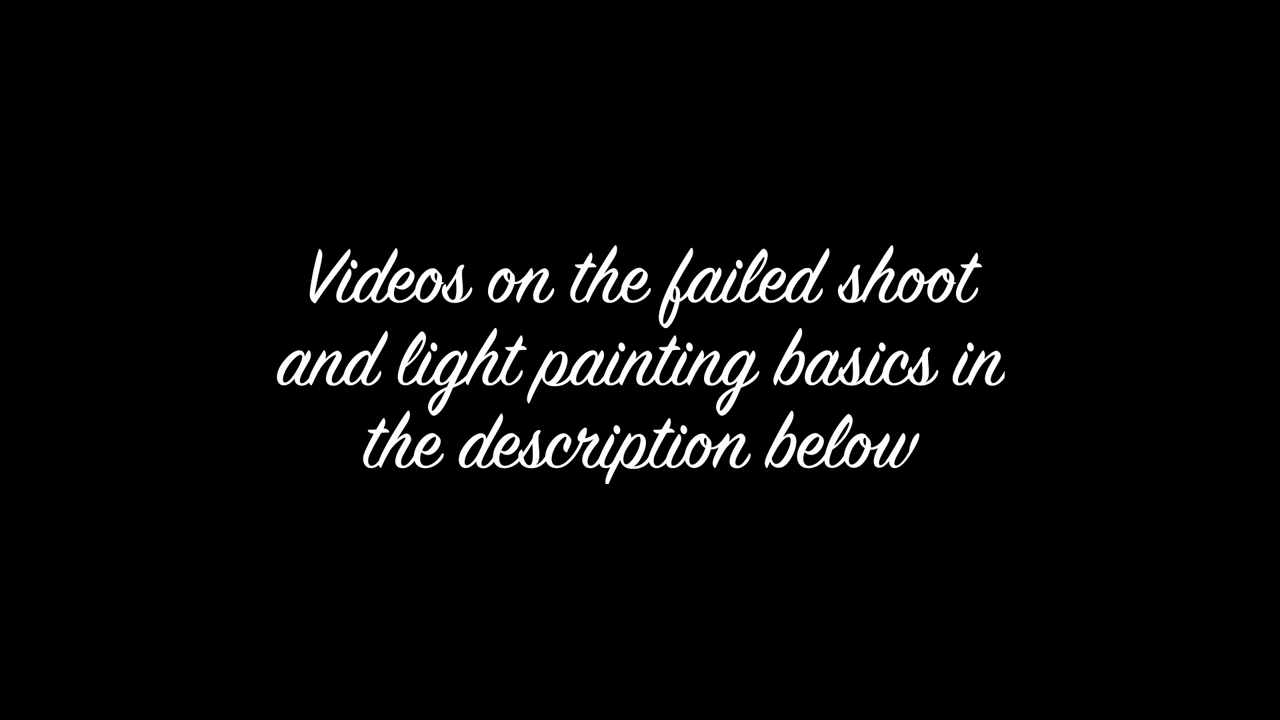 Videos on the failed shoot
and light painting basics in
the description below